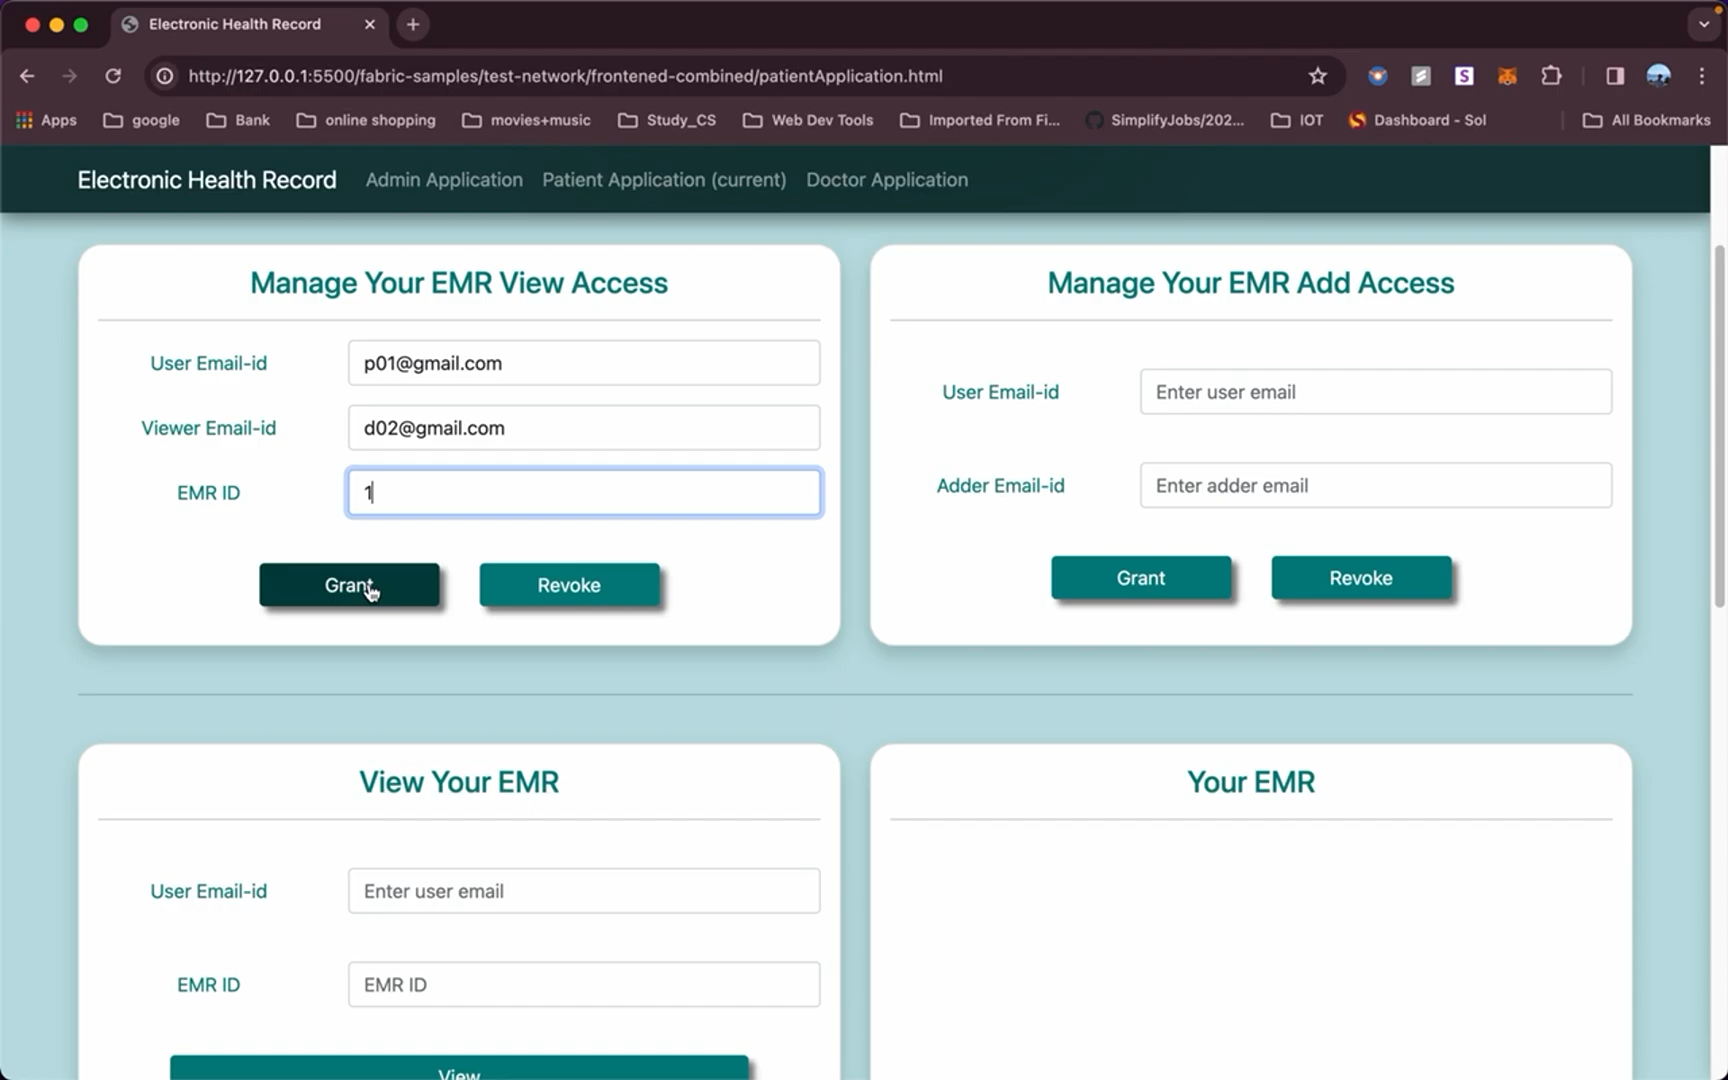 Electronic Health Record
http://127.0.0.1:5500/fabric-samples/test-network/frontened-combined/patientApplication.html
S
Apps google Bank online shopping movies+music Study_CS Web Dev Tools Imported From Fi... SimplifyJobs/202... IOT Dashboard - Sol All Bookmarks
Electronic Health Record Admin Application Patient Application (current) Doctor Application
Manage Your EMR View Access
User Email-id p01@gmail.com
Viewer Email-id d02@gmail.com
EMR ID 1
Grant Revoke
Manage Your EMR Add Access
User Email-id Enter user email
Adder Email-id Enter adder email
Grant Revoke
View Your EMR
User Email-id Enter user email
EMR ID EMR ID
View
Your EMR